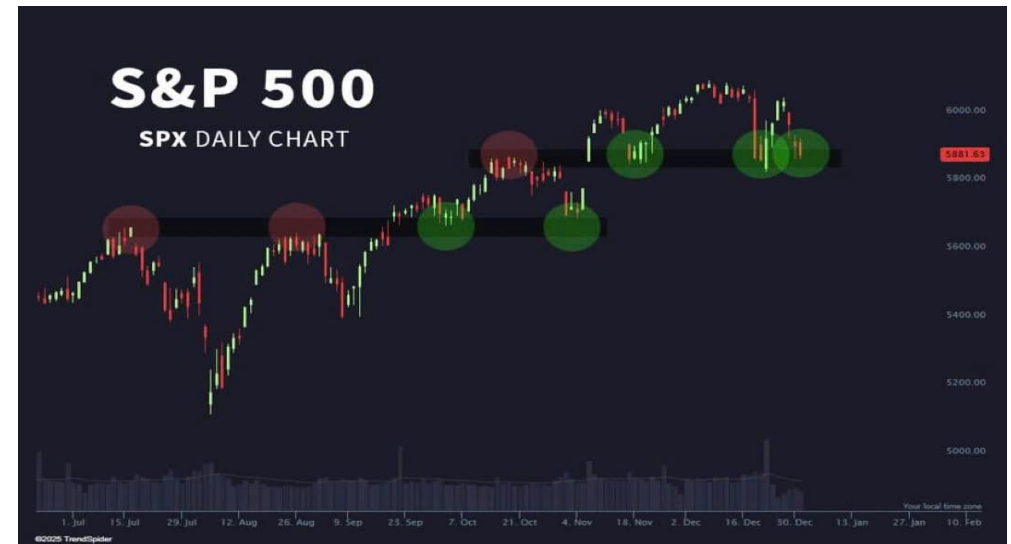 S&P 500
SPX DAILY CHART
6000.00
5881.63
5800.00
5600.00
5400.00
5200.00
5000.00
Your local time zone
1. Jul 15. Jul 29. Jul 12. Aug 26. Aug 9. Sep 23. Sep 7. Oct 21. Oct 4. Nov 18. Nov 2. Dec 16. Dec 30. Dec 13. Jan 27. Jan 10. Feb
©2025 TrendSpider